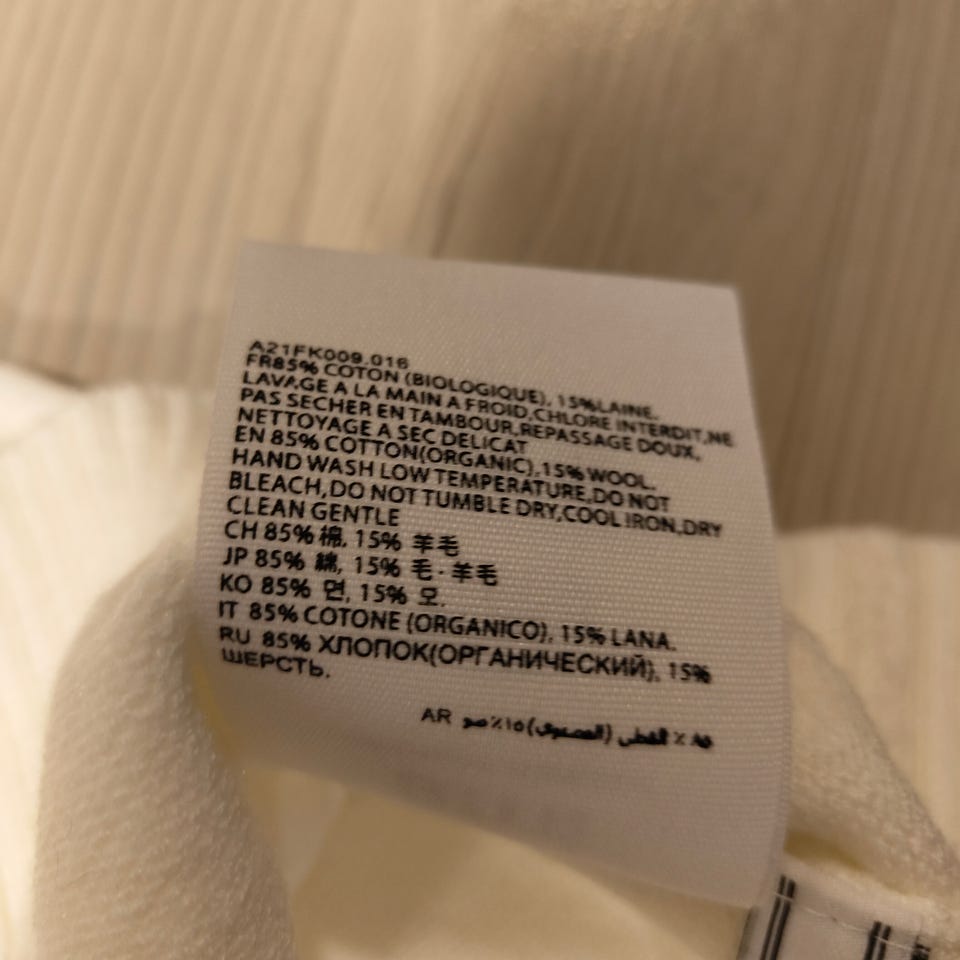 A21FK009.016
FR85% COTON (BIOLOGIQUE), 15%LAINE.
LAVAGE A LA MAIN A FROID,CHLORE INTERDIT,NE
PAS SECHER EN TAMBOUR,REPASSAGE DOUX,
NETTOYAGE A SEC DELICAT
EN 85% COTTON(ORGANIC),15% WOOL.
HAND WASH LOW TEMPERATURE,DO NOT
BLEACH,DO NOT TUMBLE DRY,COOL IRON,DRY
CLEAN GENTLE
CH 85% 棉, 15% 羊毛
JP 85% 綿, 15% 毛·羊毛
KO 85% 면, 15% 모.
IT 85% COTONE (ORGANICO), 15% LANA.
RU 85% ХЛОПОК(ОРГАНИЧЕСКИЙ), 15%
ШЕРСТЬ.
AR ٨٥ ٪ ١٥٪